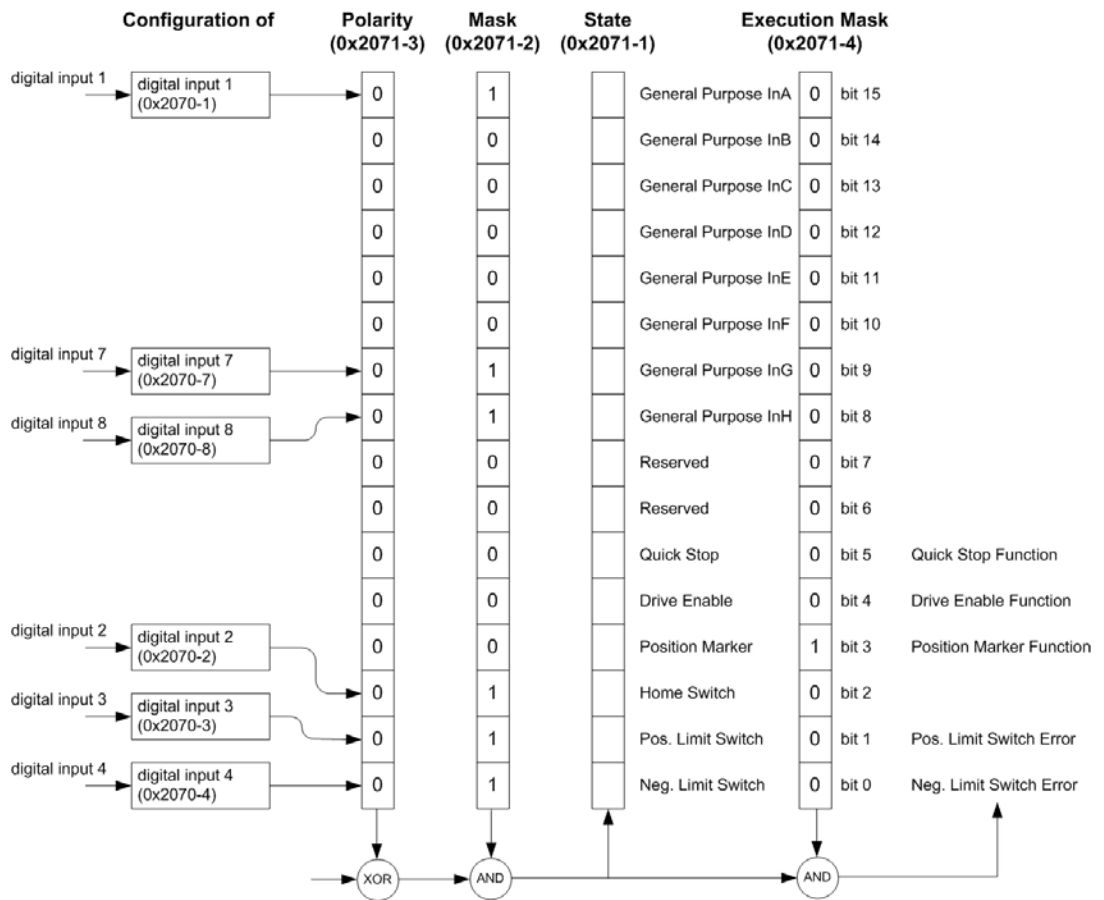 Configuration of Polarity Mask State Execution Mask
(0x2071-3) (0x2071-2) (0x2071-1) (0x2071-4)
digital input 1 digital input 1
(0x2070-1) 0 1 General Purpose InA 0 bit 15
0 0 General Purpose InB 0 bit 14
0 0 General Purpose InC 0 bit 13
0 0 General Purpose InD 0 bit 12
0 0 General Purpose InE 0 bit 11
0 0 General Purpose InF 0 bit 10
digital input 7 digital input 7
(0x2070-7) 0 1 General Purpose InG 0 bit 9
digital input 8 digital input 8
(0x2070-8) 0 1 General Purpose InH 0 bit 8
0 0 Reserved 0 bit 7
0 0 Reserved 0 bit 6
0 0 Quick Stop 0 bit 5 Quick Stop Function
0 0 Drive Enable 0 bit 4 Drive Enable Function
digital input 2 digital input 2
(0x2070-2) 0 0 Position Marker 1 bit 3 Position Marker Function
0 1 Home Switch 0 bit 2
digital input 3 digital input 3
(0x2070-3) 0 1 Pos. Limit Switch 0 bit 1 Pos. Limit Switch Error
digital input 4 digital input 4
(0x2070-4) 0 1 Neg. Limit Switch 0 bit 0 Neg. Limit Switch Error
XOR AND AND